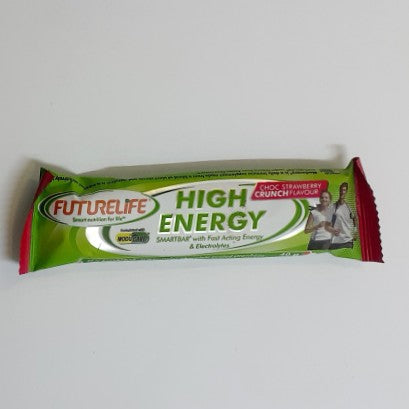 FUTURELIFE
Smart nutrition for life
HIGH
ENERGY
SMARTBAR® with Fast Acting Energy
& Electrolytes
CHOC STRAWBERRY
CRUNCH FLAVOUR